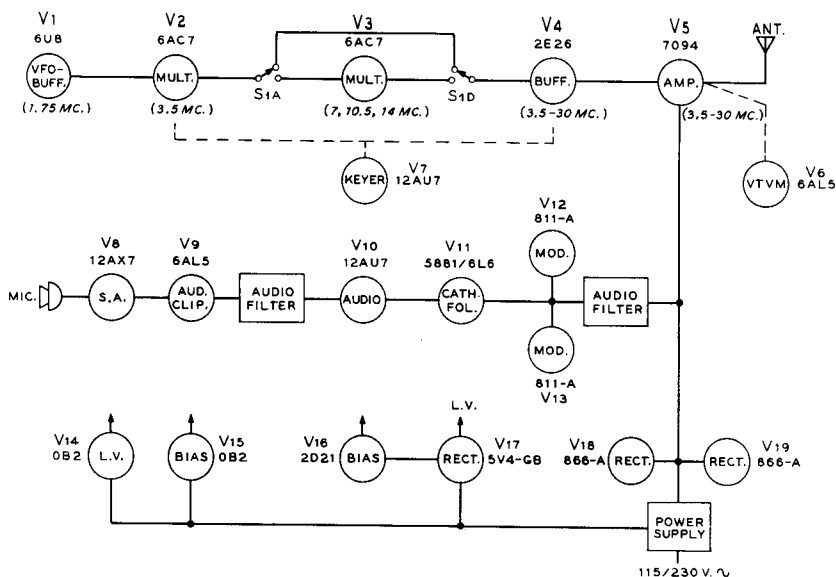 V1
6U8
VFO-
BUFF.
(1.75 MC.)
V2
6AC7
MULT.
(3.5 MC.)
S1A
V3
6AC7
MULT.
(7, 10.5, 14 MC.)
S1D
V4
2E26
BUFF.
(3.5-30 MC.)
V5
7094
AMP.
(3.5-30 MC.)
ANT.
V6
6AL5
VTVM
V7
12AU7
KEYER
MIC.
V8
12AX7
S.A.
V9
6AL5
AUD.
CLIP.
AUDIO
FILTER
V10
12AU7
AUDIO
V11
5881/6L6
CATH.
FOL.
V12
811-A
MOD.
MOD.
811-A
V13
AUDIO
FILTER
V14
0B2
L.V.
V15
0B2
BIAS
V16
2D21
BIAS
L.V.
V17
5V4-GB
RECT.
V18
866-A
RECT.
V19
866-A
RECT.
POWER
SUPPLY
115/230 V. ∿